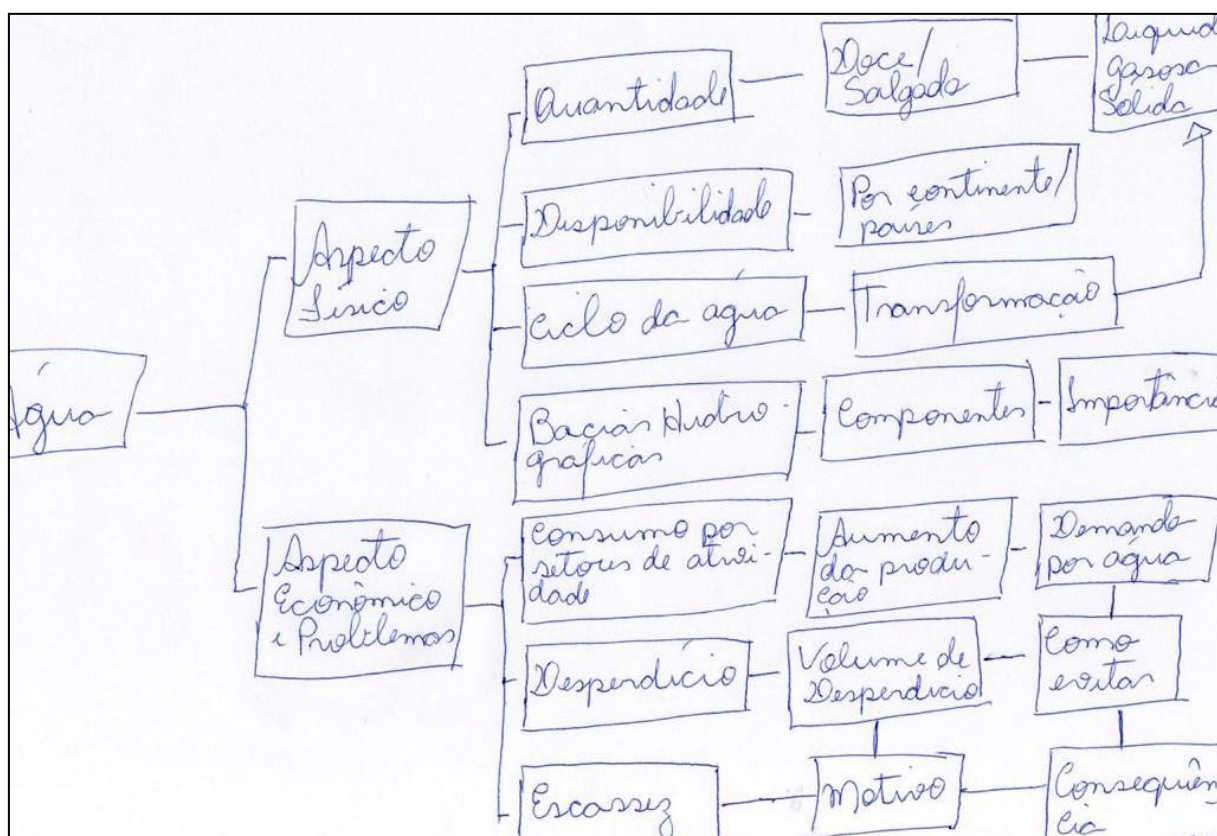 Água
Aspecto
Físico
Quantidade
Doce/
Salgada
Líquid
gasosa
Sólida
Disponibilidade
Por continente/
países
Ciclo da água
Transformação
Bacias Hidro-
gráficas
Componentes
Importância
Aspecto
Econômico
e Problemas
Consumo por
setores de ativi-
dade
Aumento
da produ-
ção
Demanda
por água
Desperdício
Volume de
Desperdício
Como
evitar
Escassez
Motivo
Consequên
cia